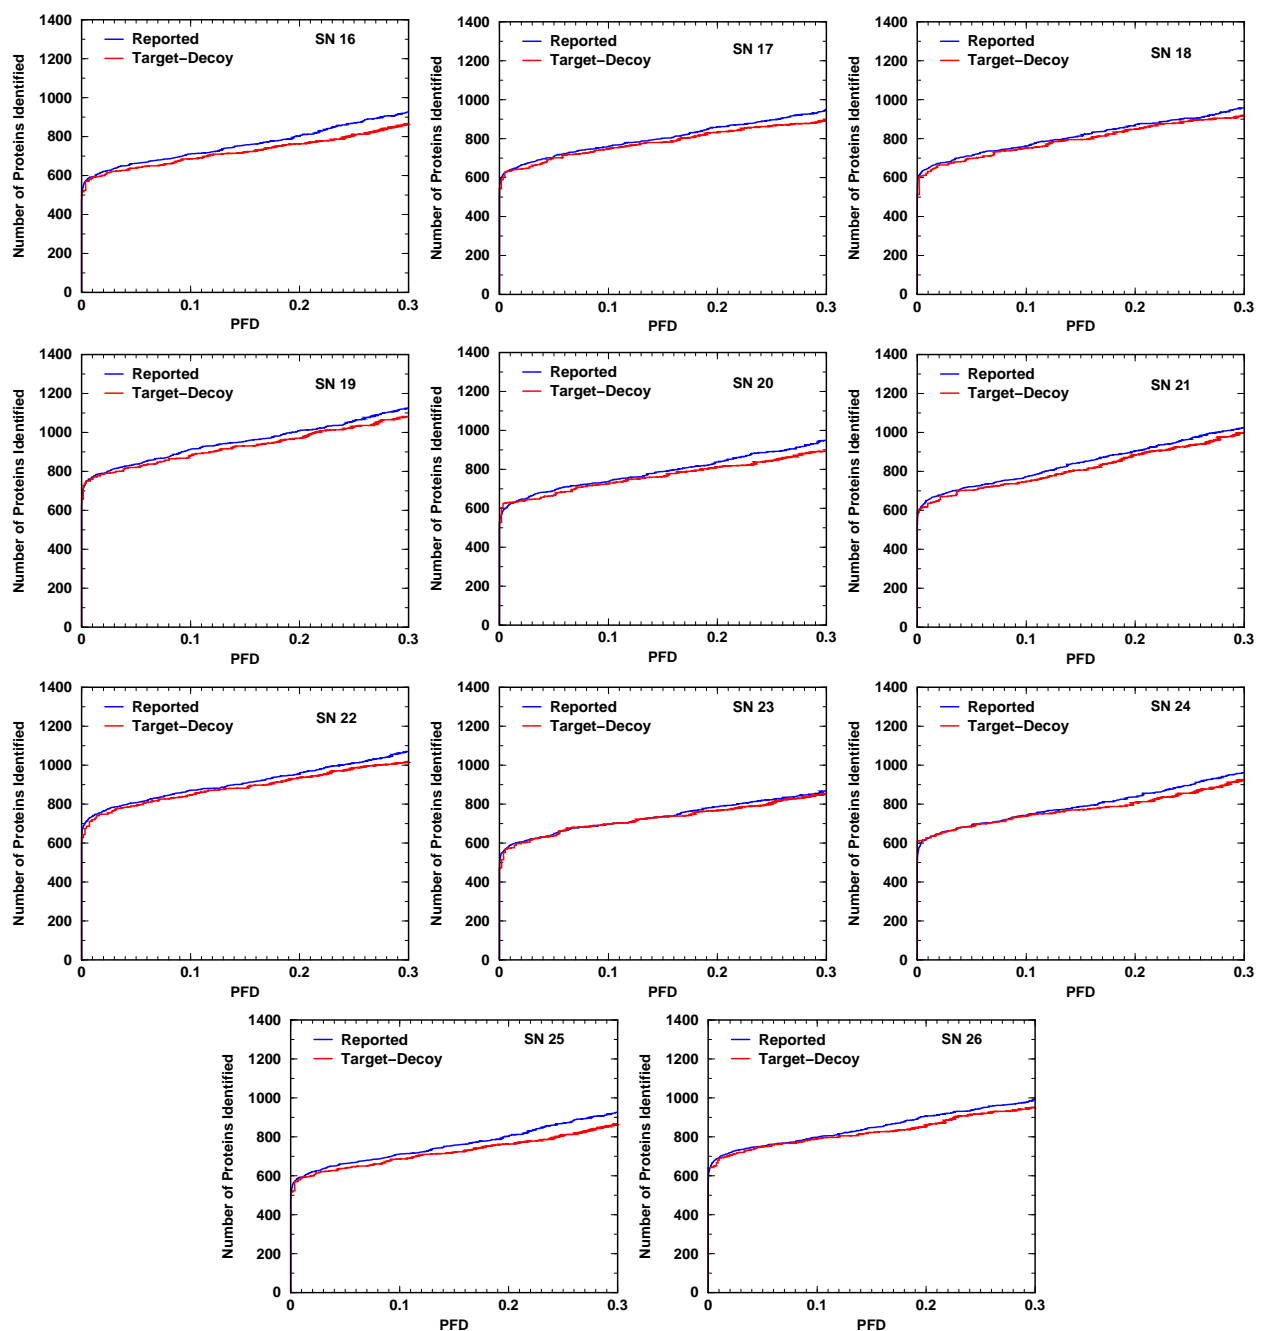 Number of Proteins Identified
1400
1200
1000
800
600
400
200
0
Reported
Target-Decoy
SN 16
0
0.1
0.2
0.3
PFD
Number of Proteins Identified
1400
1200
1000
800
600
400
200
0
Reported
Target-Decoy
SN 17
0
0.1
0.2
0.3
PFD
Number of Proteins Identified
1400
1200
1000
800
600
400
200
0
Reported
Target-Decoy
SN 18
0
0.1
0.2
0.3
PFD
Number of Proteins Identified
1400
1200
1000
800
600
400
200
0
Reported
Target-Decoy
SN 19
0
0.1
0.2
0.3
PFD
Number of Proteins Identified
1400
1200
1000
800
600
400
200
0
Reported
Target-Decoy
SN 20
0
0.1
0.2
0.3
PFD
Number of Proteins Identified
1400
1200
1000
800
600
400
200
0
Reported
Target-Decoy
SN 21
0
0.1
0.2
0.3
PFD
Number of Proteins Identified
1400
1200
1000
800
600
400
200
0
Reported
Target-Decoy
SN 22
0
0.1
0.2
0.3
PFD
Number of Proteins Identified
1400
1200
1000
800
600
400
200
0
Reported
Target-Decoy
SN 23
0
0.1
0.2
0.3
PFD
Number of Proteins Identified
1400
1200
1000
800
600
400
200
0
Reported
Target-Decoy
SN 24
0
0.1
0.2
0.3
PFD
Number of Proteins Identified
1400
1200
1000
800
600
400
200
0
Reported
Target-Decoy
SN 25
0
0.1
0.2
0.3
PFD
Number of Proteins Identified
1400
1200
1000
800
600
400
200
0
Reported
Target-Decoy
SN 26
0
0.1
0.2
0.3
PFD